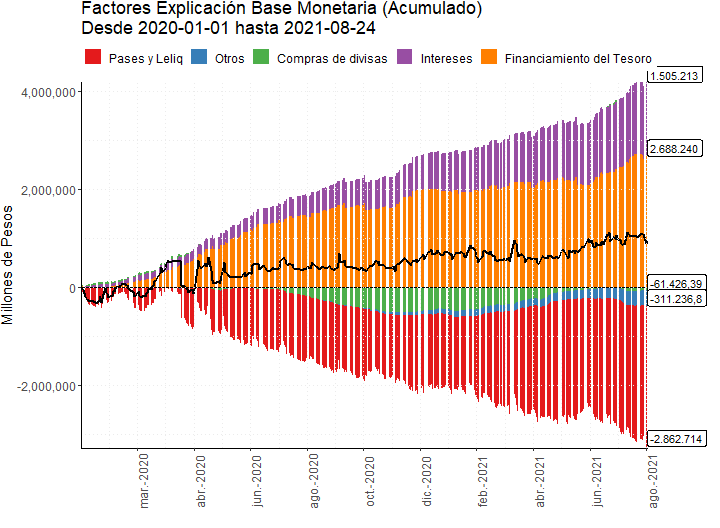 Factores Explicación Base Monetaria (Acumulado)
Desde 2020-01-01 hasta 2021-08-24
Pases y Leliq Otros Compras de divisas Intereses Financiamiento del Tesoro
Millones de Pesos
4,000,000
2,000,000
0
-2,000,000
1.505.213
2.688.240
-61.426,39
-311.236,8
-2.862.714
mar.-2020
abr.-2020
jun.-2020
ago.-2020
oct.-2020
dic.-2020
feb.-2021
abr.-2021
jun.-2021
ago.-2021